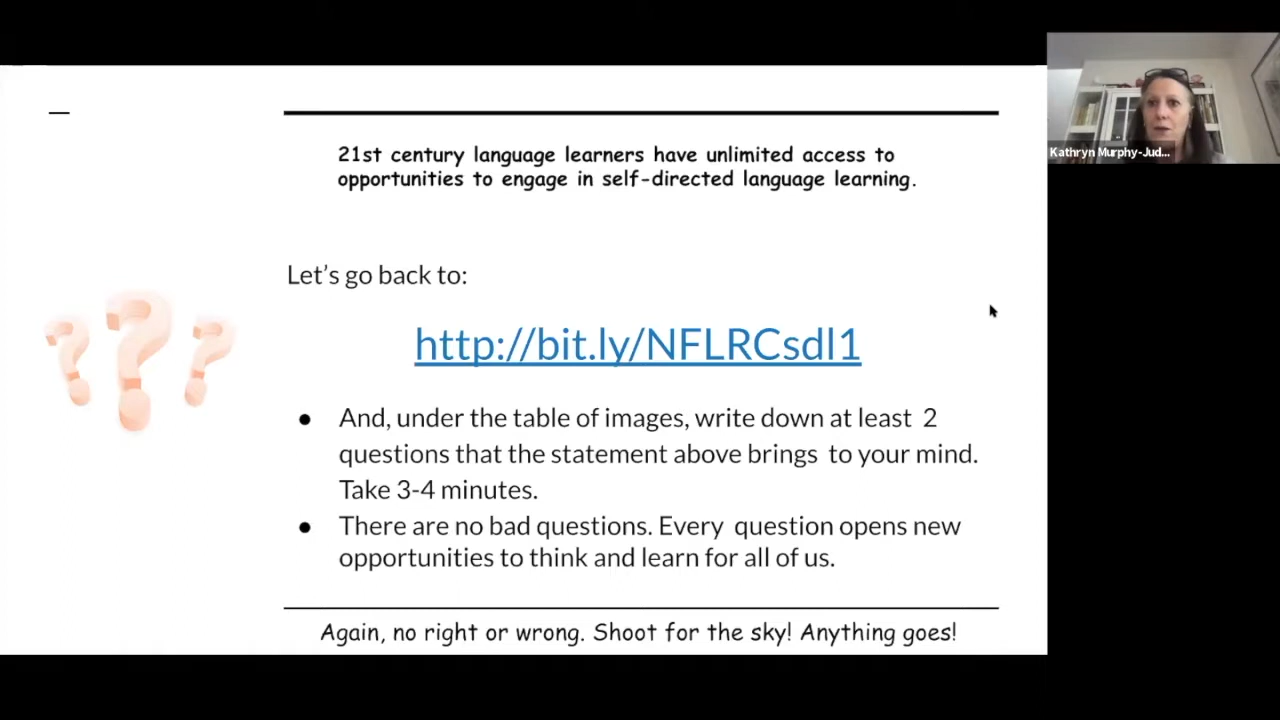 21st century language learners have unlimited access to
opportunities to engage in self-directed language learning.
Kathryn Murphy-Jud...
Let's go back to:
http://bit.ly/NFLRCsdl1
● And, under the table of images, write down at least 2
questions that the statement above brings to your mind.
Take 3-4 minutes.
● There are no bad questions. Every question opens new
opportunities to think and learn for all of us.
Again, no right or wrong. Shoot for the sky! Anything goes!